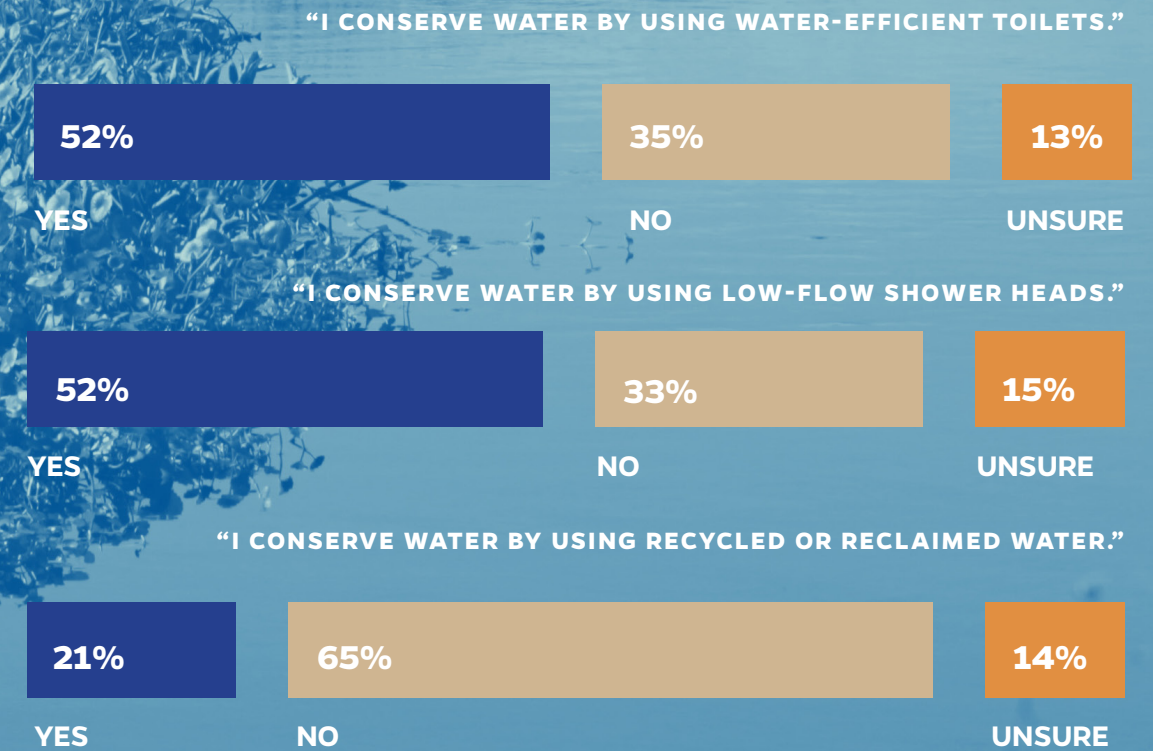 “I CONSERVE WATER BY USING WATER-EFFICIENT TOILETS.”
52% 35% 13%
YES NO UNSURE
“I CONSERVE WATER BY USING LOW-FLOW SHOWER HEADS.”
52% 33% 15%
YES NO UNSURE
“I CONSERVE WATER BY USING RECYCLED OR RECLAIMED WATER.”
21% 65% 14%
YES NO UNSURE